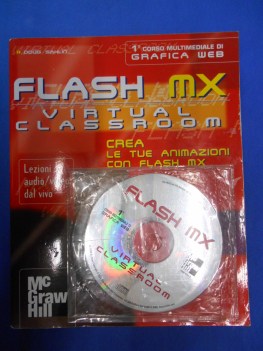 1° CORSO MULTIMEDIALE DI
GRAFICA WEB
FLASH MX
VIRTUAL
CLASSROOM
CREA
LE TUE ANIMAZIONI
CON FLASH MX
Lezioni
audio/
dal vivo
FLASH MX
VIRTUAL
CLASSROOM
Mc
Graw
Hill